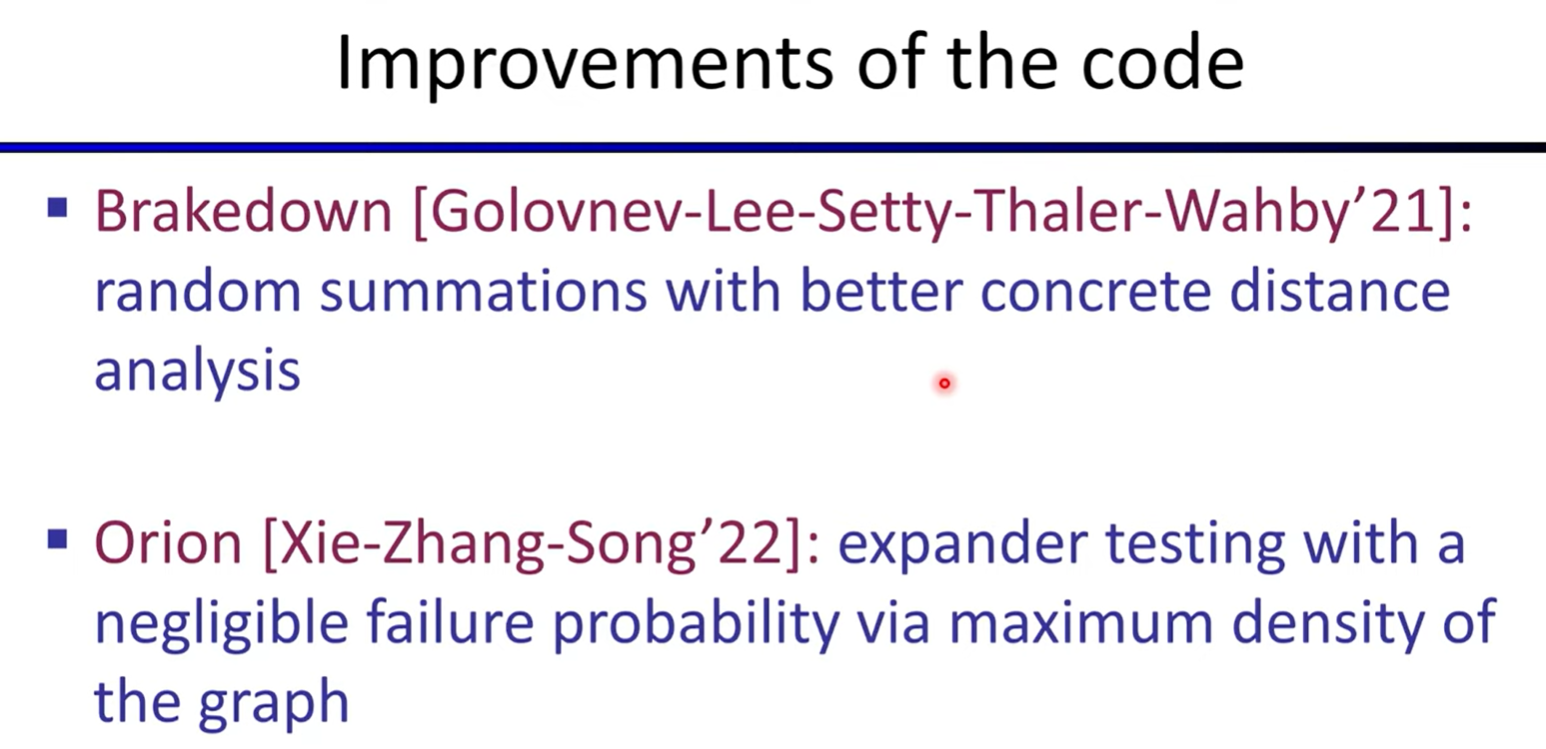 Improvements of the code
▪ Brakedown [Golovnev-Lee-Setty-Thaler-Wahby’21]:
random summations with better concrete distance
analysis
▪ Orion [Xie-Zhang-Song’22]: expander testing with a
negligible failure probability via maximum density of
the graph